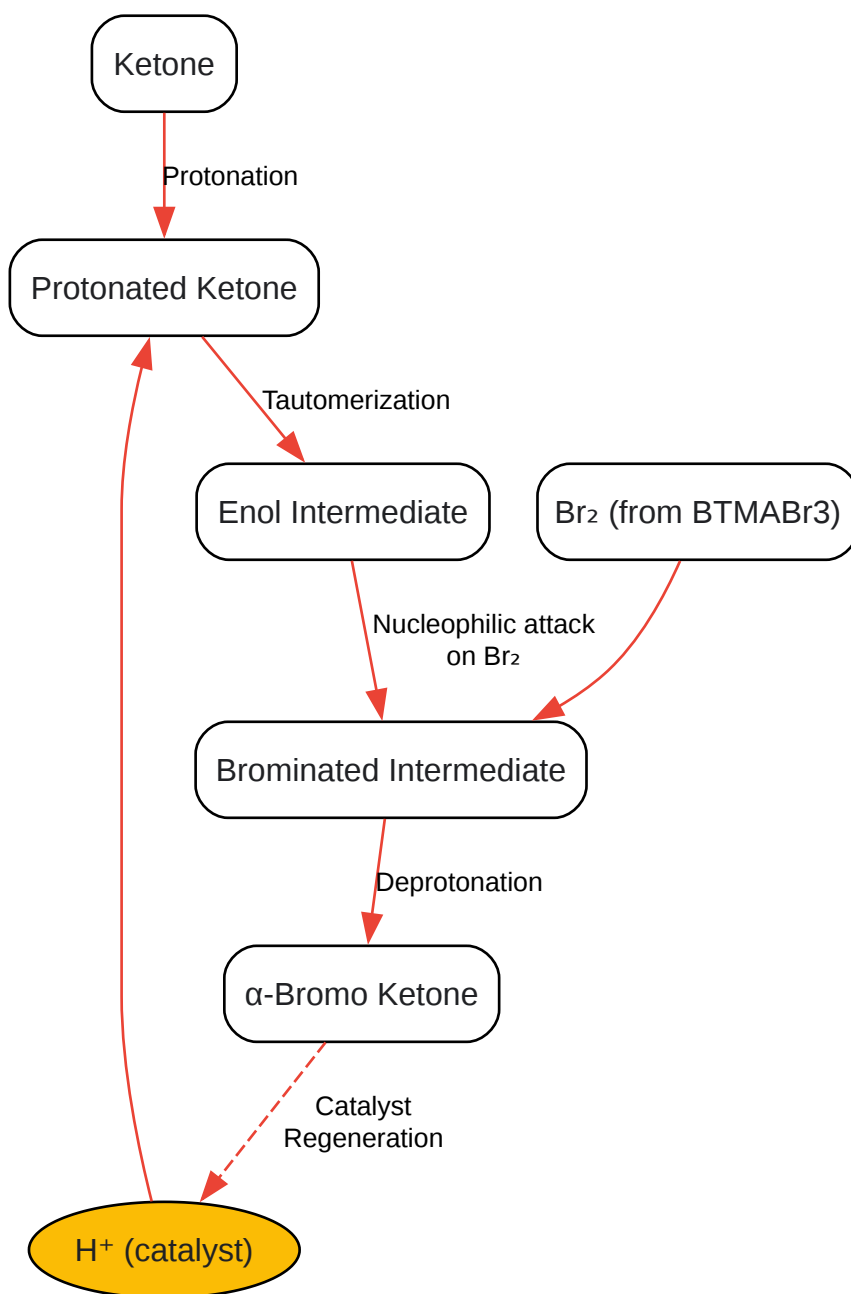 Ketone
Protonation
Protonated Ketone
Tautomerization
Enol Intermediate
Br₂ (from BTMABr3)
Nucleophilic attack
on Br₂
Brominated Intermediate
Deprotonation
α-Bromo Ketone
Catalyst
Regeneration
H⁺ (catalyst)